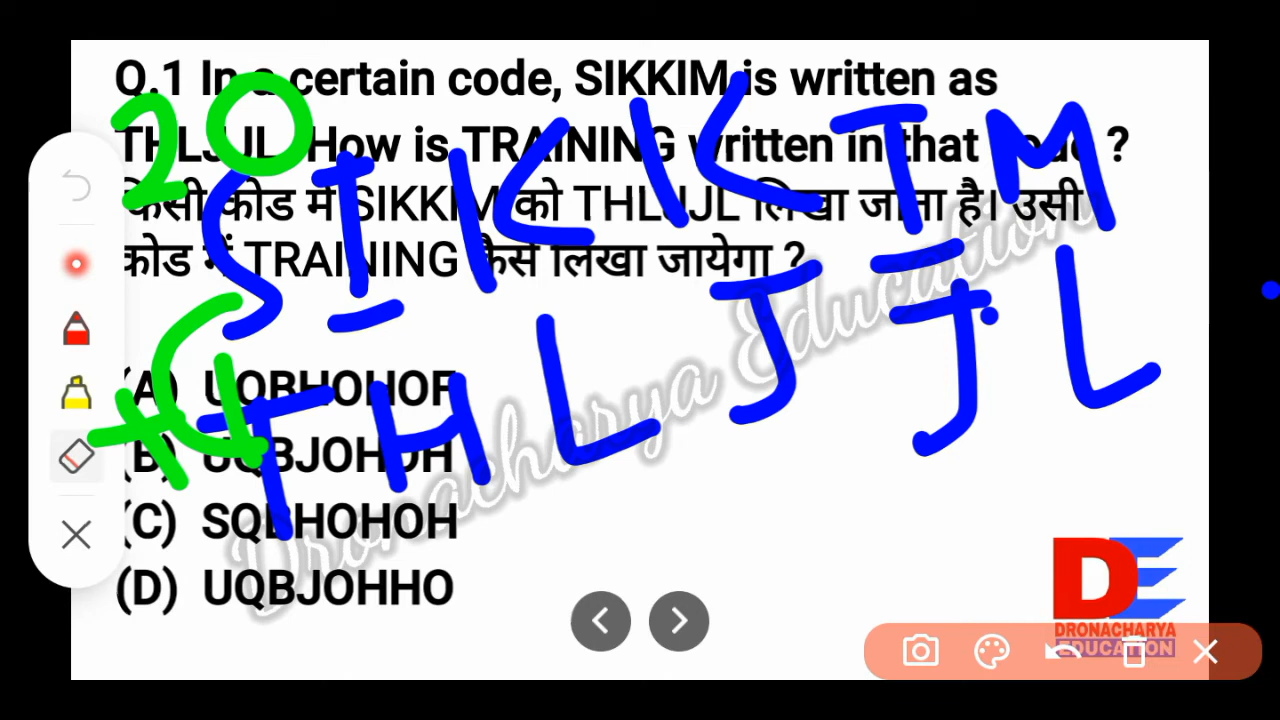 Q.1 In a certain code, SIKKIM is written as
THLJJL How is TRAINING written in that code ?
किसी कोड में SIKKIM को THLJJL लिखा जाता है। उसी
कोड में TRAINING कैसे लिखा जायेगा ?
20
S I K K I M
T H L J J L
(A) UQBHOHOF
(B) UQBJOHOH
(C) SQBHOHOH
(D) UQBJOHHO
Dronacharya Education
DE
DRONACHARYA
EDUCATION